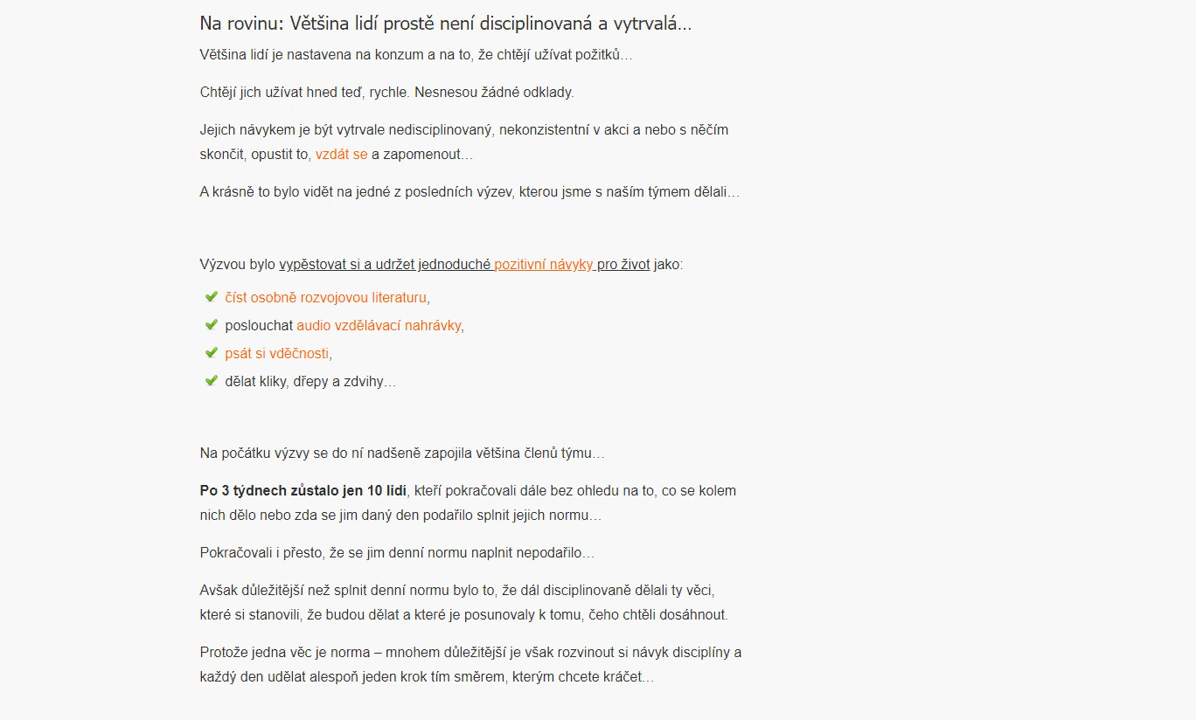 Na rovinu: Většina lidí prostě není disciplinovaná a vytrvalá…
Většina lidí je nastavena na konzum a na to, že chtějí užívat požitků…
Chtějí jich užívat hned teď, rychle. Nesnesou žádné odklady.
Jejich návykem je být vytrvale nedisciplinovaný, nekonzistentní v akci a nebo s něčím
skončit, opustit to, vzdát se a zapomenout…
A krásně to bylo vidět na jedné z posledních výzev, kterou jsme s naším týmem dělali…
Výzvou bylo vypěstovat si a udržet jednoduché pozitivní návyky pro život jako:
číst osobně rozvojovou literaturu,
poslouchat audio vzdělávací nahrávky,
psát si vděčnosti,
dělat kliky, dřepy a zdvihy…
Na počátku výzvy se do ní nadšeně zapojila většina členů týmu…
Po 3 týdnech zůstalo jen 10 lidí, kteří pokračovali dále bez ohledu na to, co se kolem
nich dělo nebo zda se jim daný den podařilo splnit jejich normu…
Pokračovali i přesto, že se jim denní normu naplnit nepodařilo…
Avšak důležitější než splnit denní normu bylo to, že dál disciplinovaně dělali ty věci,
které si stanovili, že budou dělat a které je posunovaly k tomu, čeho chtěli dosáhnout.
Protože jedna věc je norma – mnohem důležitější je však rozvinout si návyk disciplíny a
každý den udělat alespoň jeden krok tím směrem, kterým chcete kráčet…